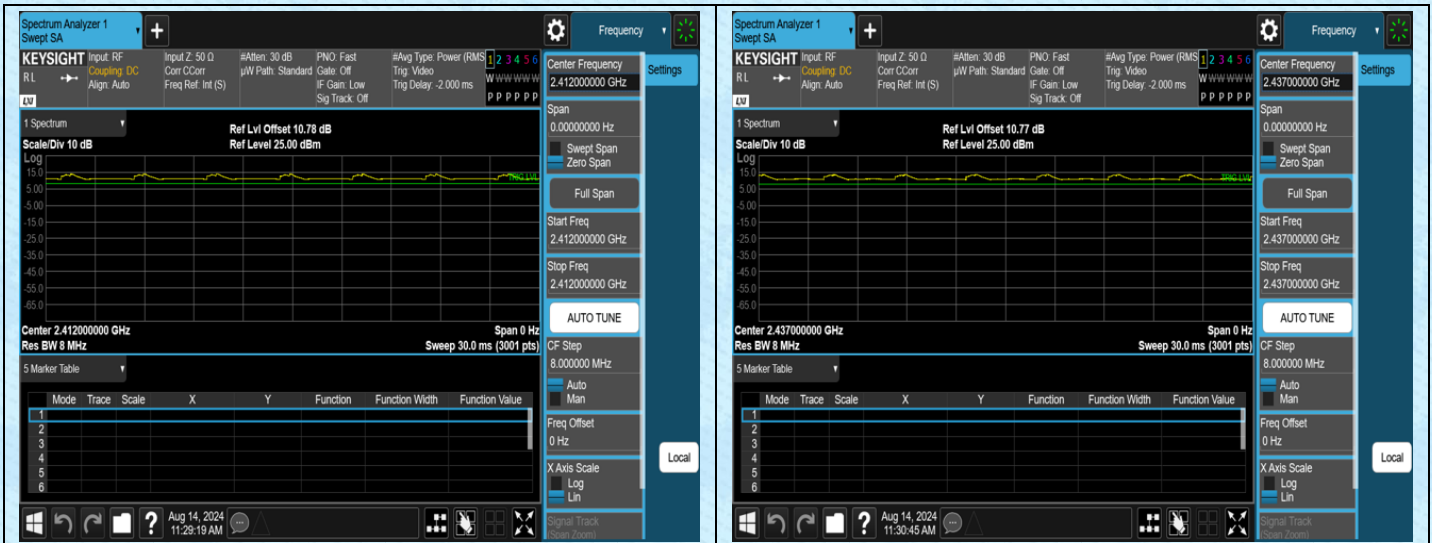 Spectrum Analyzer 1
Swept SA
+
Frequency
KEYSIGHT
R L
LXI
Input: RF
Coupling: DC
Align: Auto
Input Z: 50 Ω
Corr CCorr
Freq Ref: Int (S)
#Atten: 30 dB
µW Path: Standard
PNO: Fast
Gate: Off
IF Gain: Low
Sig Track: Off
#Avg Type: Power (RMS
Trig: Video
Trig Delay: -2.000 ms
1 2 3 4 5 6
W W W W W W
P P P P P P
Center Frequency
2.412000000 GHz
Settings
Span
0.00000000 Hz
Swept Span
Zero Span
Full Span
Start Freq
2.412000000 GHz
Stop Freq
2.412000000 GHz
AUTO TUNE
CF Step
8.000000 MHz
Auto
Man
Freq Offset
0 Hz
X Axis Scale
Log
Lin
Signal Track
(Span Zoom)
Local
1 Spectrum
Scale/Div 10 dB
Ref Lvl Offset 10.78 dB
Ref Level 25.00 dBm
Log
15.0
5.00
-5.00
-15.0
-25.0
-35.0
-45.0
-55.0
-65.0
TRIG LVL
Center 2.412000000 GHz
Res BW 8 MHz
Span 0 Hz
Sweep 30.0 ms (3001 pts)
5 Marker Table
Mode Trace Scale X Y Function Function Width Function Value
1
2
3
4
5
6
?
Aug 14, 2024
11:29:19 AM
Spectrum Analyzer 1
Swept SA
+
Frequency
KEYSIGHT
R L
LXI
Input: RF
Coupling: DC
Align: Auto
Input Z: 50 Ω
Corr CCorr
Freq Ref: Int (S)
#Atten: 30 dB
µW Path: Standard
PNO: Fast
Gate: Off
IF Gain: Low
Sig Track: Off
#Avg Type: Power (RMS
Trig: Video
Trig Delay: -2.000 ms
1 2 3 4 5 6
W W W W W W
P P P P P P
Center Frequency
2.437000000 GHz
Settings
Span
0.00000000 Hz
Swept Span
Zero Span
Full Span
Start Freq
2.437000000 GHz
Stop Freq
2.437000000 GHz
AUTO TUNE
CF Step
8.000000 MHz
Auto
Man
Freq Offset
0 Hz
X Axis Scale
Log
Lin
Signal Track
(Span Zoom)
Local
1 Spectrum
Scale/Div 10 dB
Ref Lvl Offset 10.77 dB
Ref Level 25.00 dBm
Log
15.0
5.00
-5.00
-15.0
-25.0
-35.0
-45.0
-55.0
-65.0
TRIG LVL
Center 2.437000000 GHz
Res BW 8 MHz
Span 0 Hz
Sweep 30.0 ms (3001 pts)
5 Marker Table
Mode Trace Scale X Y Function Function Width Function Value
1
2
3
4
5
6
?
Aug 14, 2024
11:30:45 AM